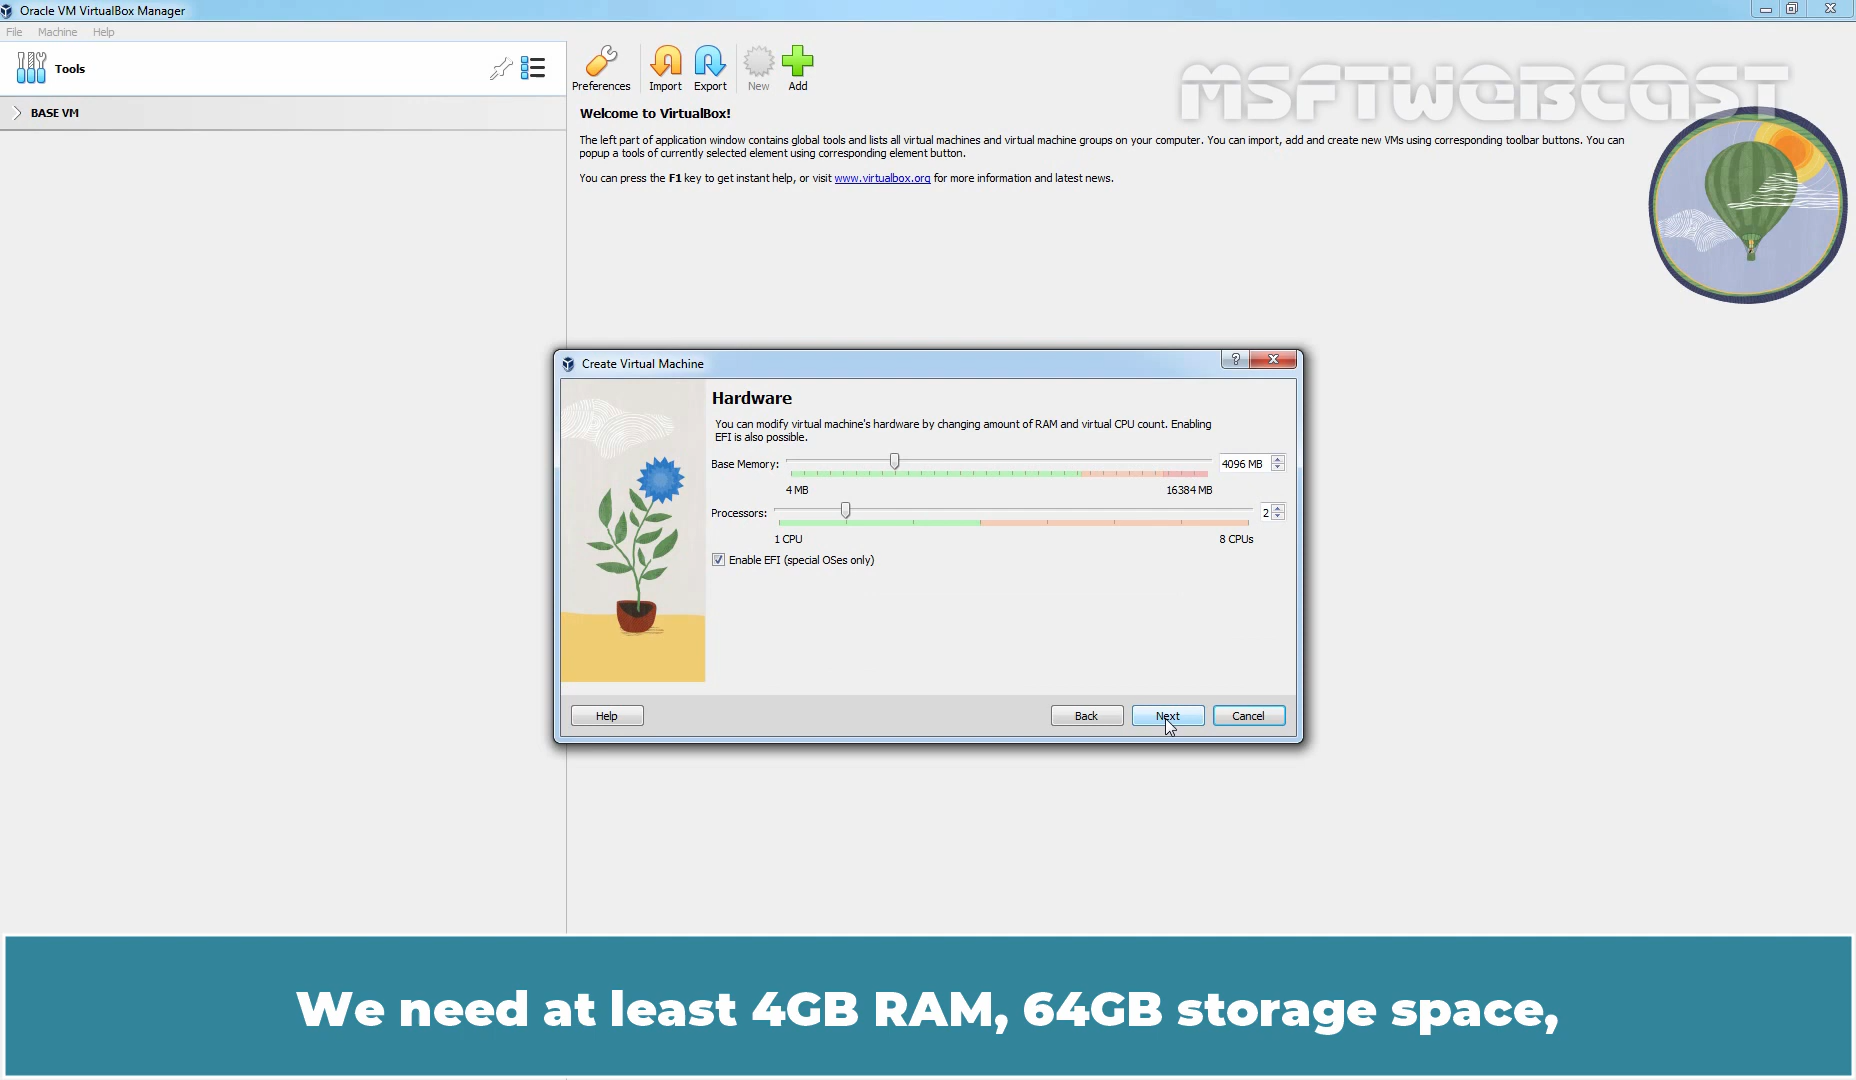 Oracle VM VirtualBox Manager
File Machine Help
Tools
BASE VM
Preferences Import Export New Add
MSFTWEBCAST
Welcome to VirtualBox!
The left part of application window contains global tools and lists all virtual machines and virtual machine groups on your computer. You can import, add and create new VMs using corresponding toolbar buttons. You can
popup a tools of currently selected element using corresponding element button.
You can press the F1 key to get instant help, or visit www.virtualbox.org for more information and latest news.
Create Virtual Machine
Hardware
You can modify virtual machine's hardware by changing amount of RAM and virtual CPU count. Enabling
EFI is also possible.
Base Memory: 4096 MB
4 MB 16384 MB
Processors: 2
1 CPU 8 CPUs
Enable EFI (special OSes only)
Help Back Next Cancel
We need at least 4GB RAM, 64GB storage space,